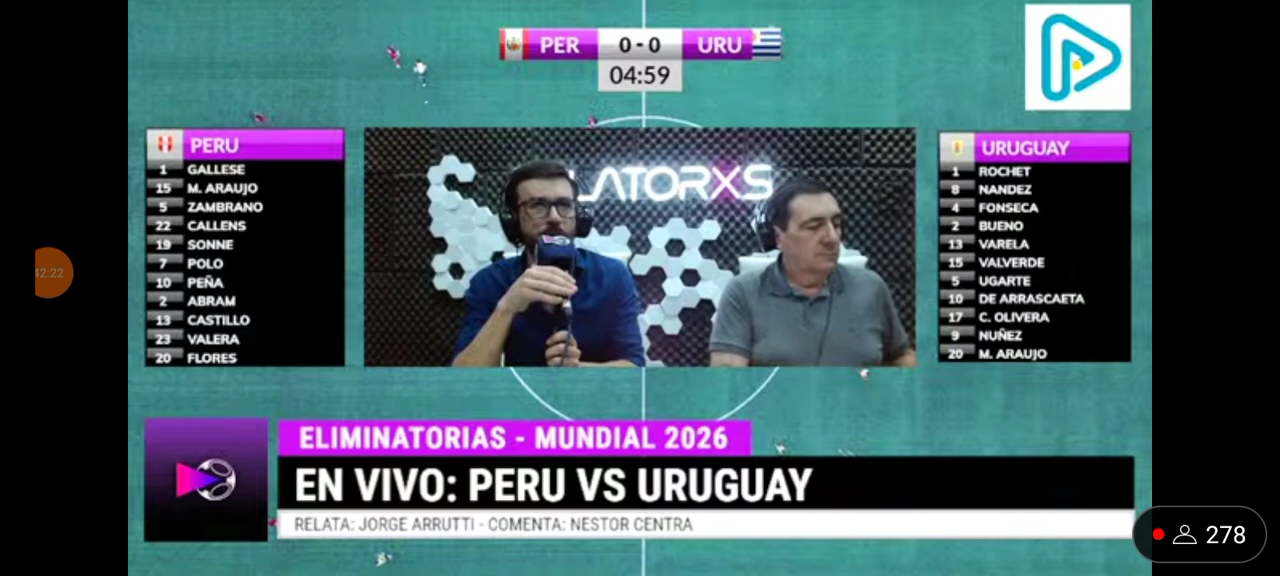 PER 0 - 0 URU
04:59
PERU
1 GALLESE
15 M. ARAUJO
5 ZAMBRANO
22 CALLENS
19 SONNE
7 POLO
10 PEÑA
2 ABRAM
13 CASTILLO
23 VALERA
20 FLORES
LATORXS
URUGUAY
1 ROCHET
8 NANDEZ
4 FONSECA
2 BUENO
13 VARELA
15 VALVERDE
5 UGARTE
10 DE ARRASCAETA
17 C. OLIVERA
9 NUÑEZ
20 M. ARAUJO
42:22
ELIMINATORIAS - MUNDIAL 2026
EN VIVO: PERU VS URUGUAY
RELATA: JORGE ARRUTTI - COMENTA: NESTOR CENTRA
278